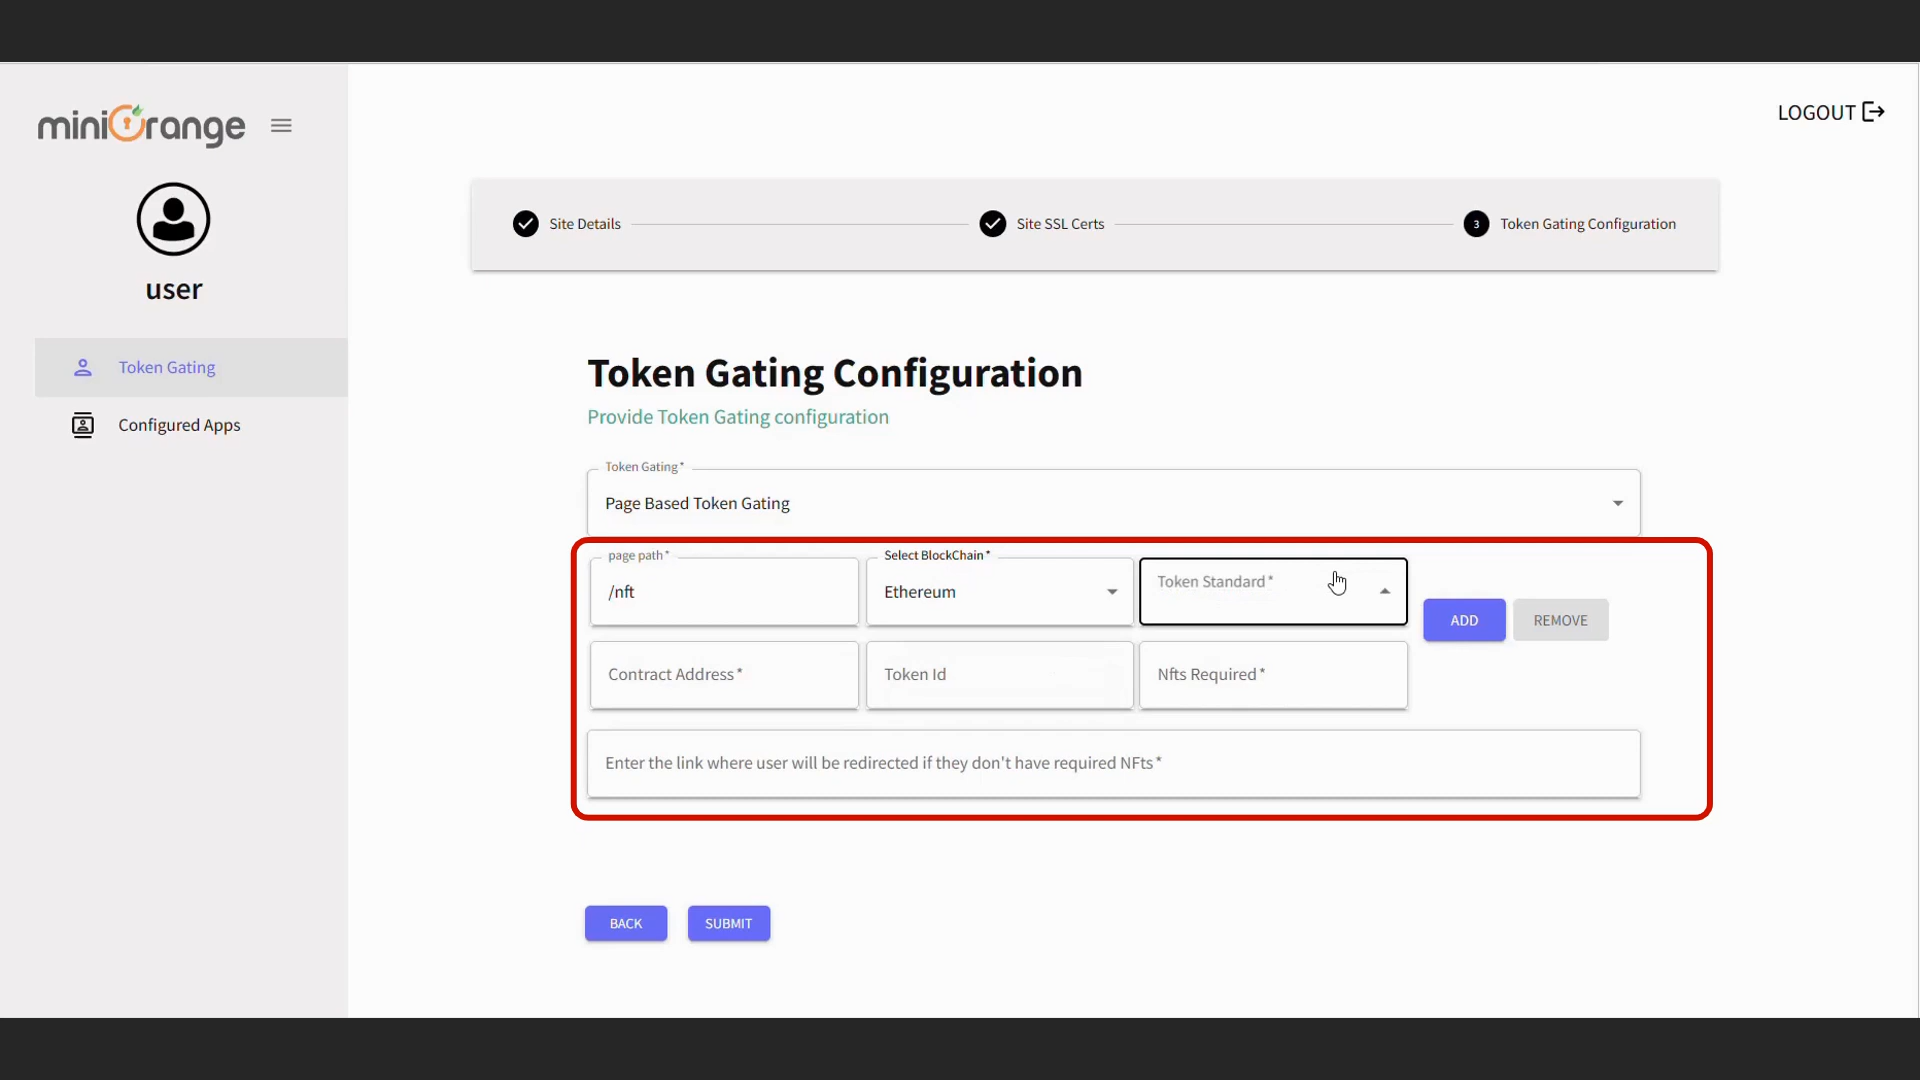 miniOrange
LOGOUT
user
Token Gating
Configured Apps
Site Details
Site SSL Certs
3
Token Gating Configuration
Token Gating Configuration
Provide Token Gating configuration
Token Gating*
Page Based Token Gating
page path*
/nft
Select BlockChain*
Ethereum
Token Standard*
ADD
REMOVE
Contract Address*
Token Id
Nfts Required*
Enter the link where user will be redirected if they don't have required NFts*
BACK
SUBMIT